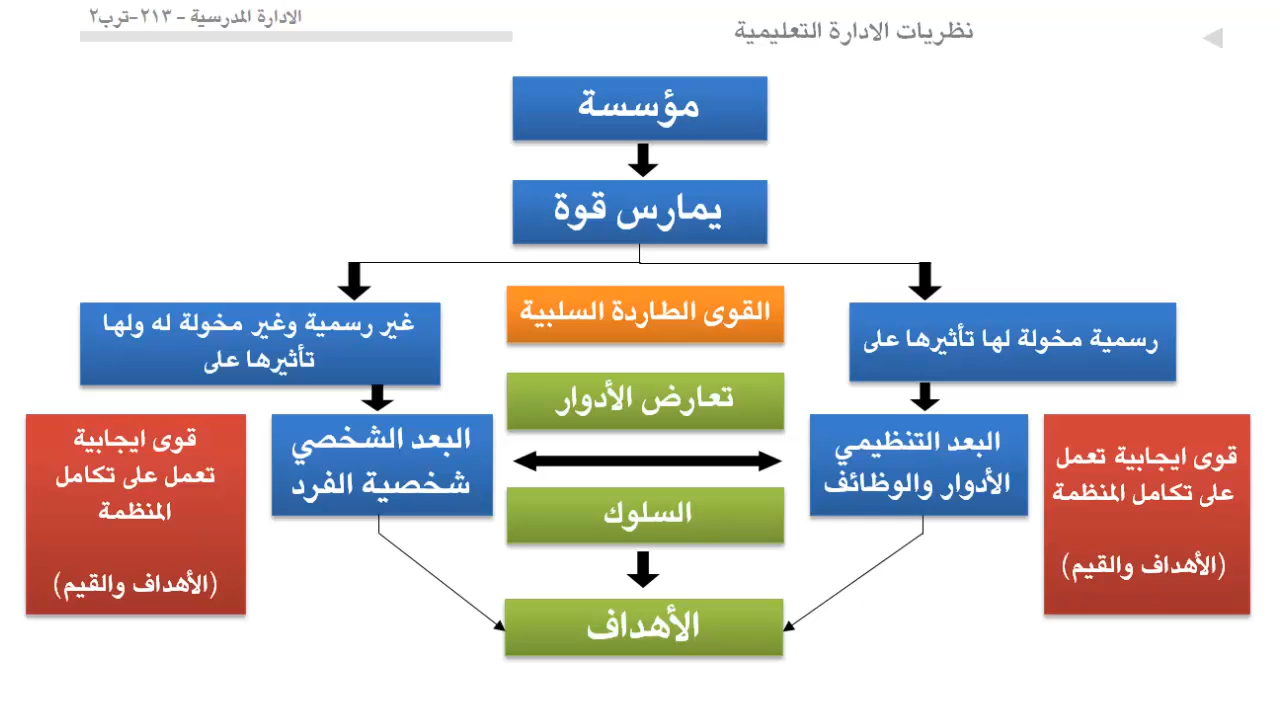 الادارة المدرسية - ٢١٣-ترب٢
نظريات الادارة التعليمية
مؤسسة
يمارس قوة
رسمية مخولة لها تأثيرها على
القوى الطاردة السلبية
غير رسمية وغير مخولة له ولها
تأثيرها على
تعارض الأدوار
قوى ايجابية تعمل
على تكامل المنظمة
(الأهداف والقيم)
البعد التنظيمي
الأدوار والوظائف
البعد الشخصي
شخصية الفرد
قوى ايجابية
تعمل على تكامل
المنظمة
(الأهداف والقيم)
السلوك
الأهداف